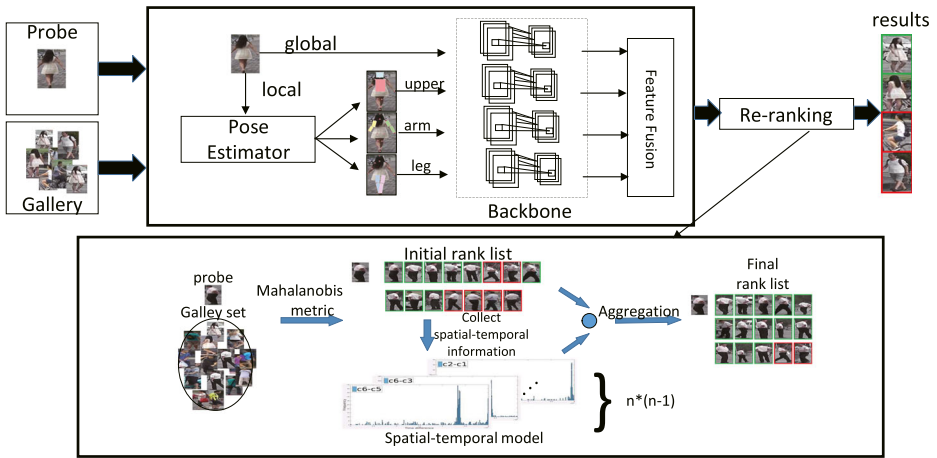 Probe
Gallery
global
local
Pose
Estimator
upper
arm
leg
Backbone
Feature Fusion
Re-ranking
results
probe
Galley set
Mahalanobis
metric
Initial rank list
Collect
spatial-temporal
information
c2-c1
c6-c3
c6-c5
Spatial-temporal model
n*(n-1)
Aggregation
Final
rank list